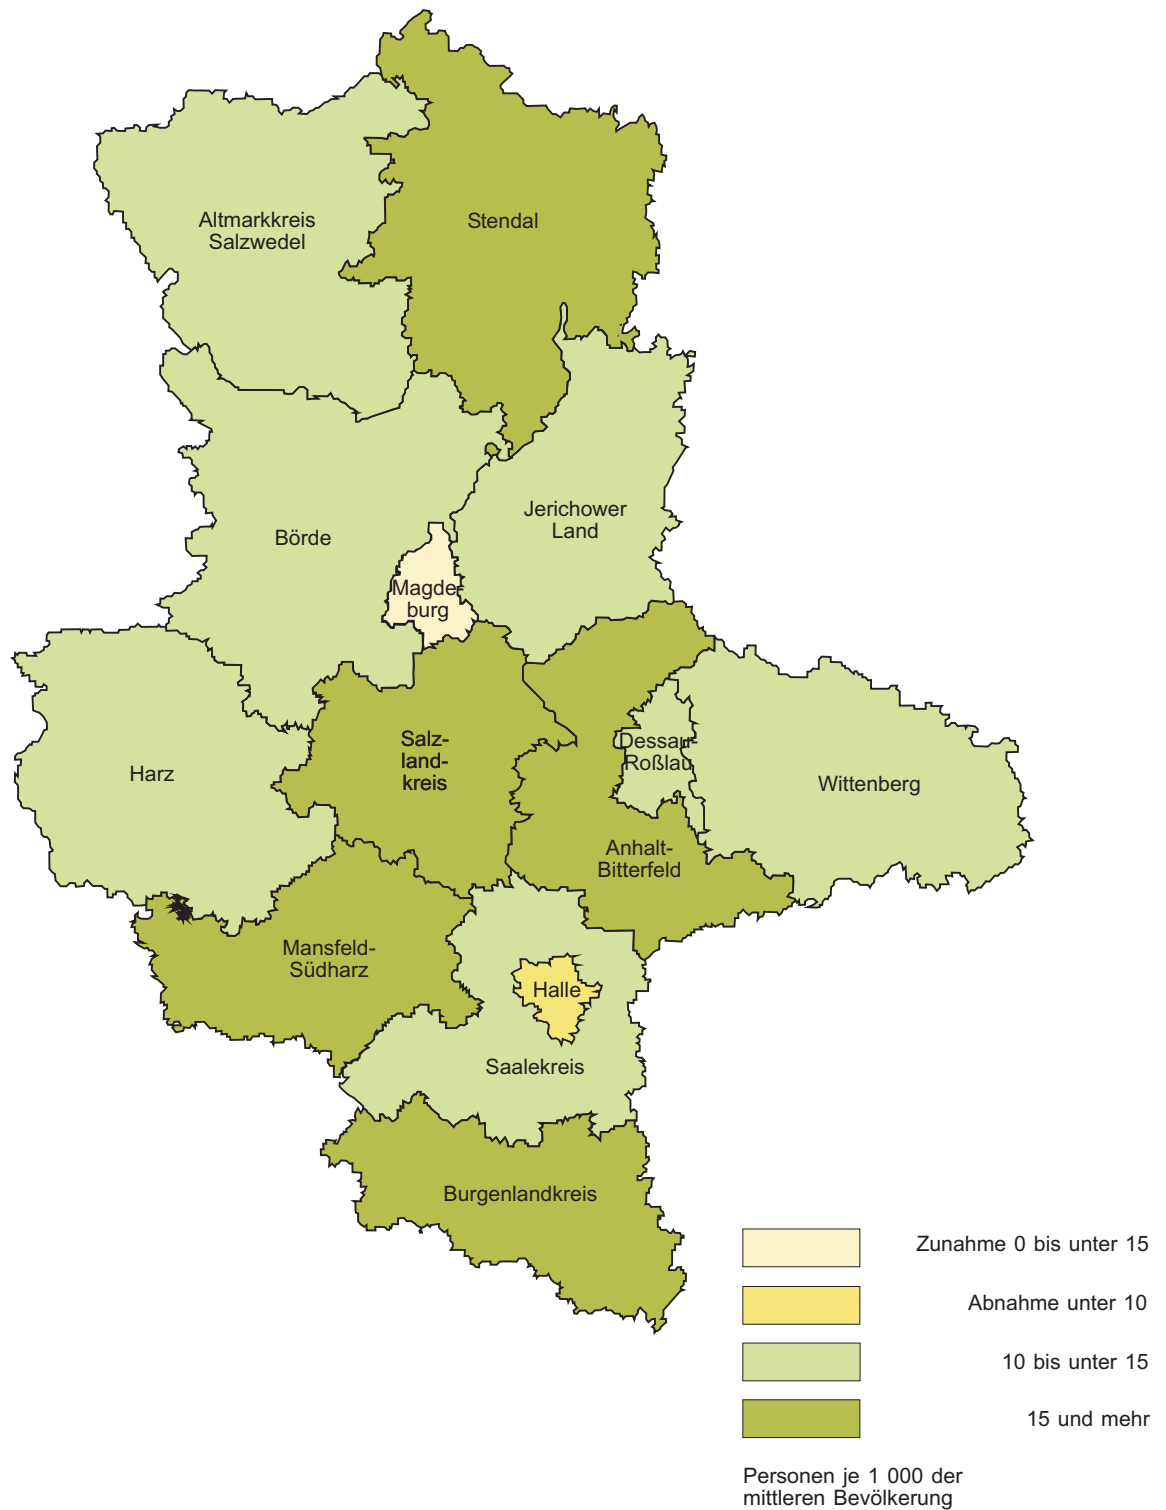 Altmarkkreis
Salzwedel
Stendal
Jerichower
Land
Börde
Magde-
burg
Salz-
land-
kreis
Harz
Dessau-
Roßlau
Wittenberg
Anhalt-
Bitterfeld
Mansfeld-
Südharz
Halle
Saalekreis
Burgenlandkreis
Zunahme 0 bis unter 15
Abnahme unter 10
10 bis unter 15
15 und mehr
Personen je 1 000 der
mittleren Bevölkerung